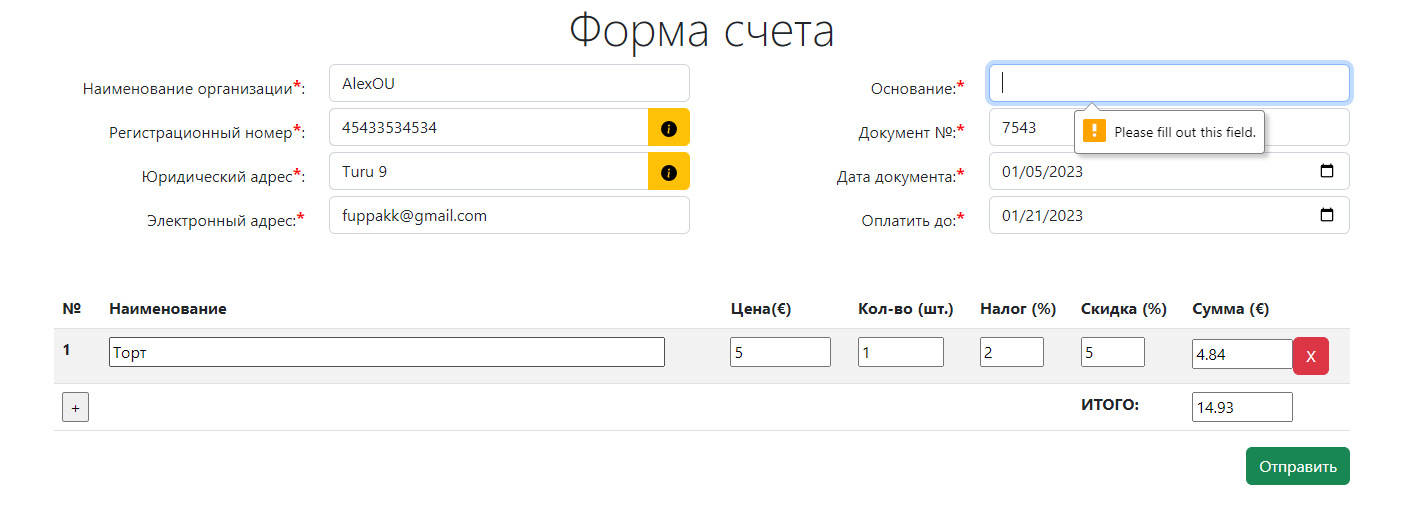 Форма счета
Наименование организации*: AlexOU
Основание:*
Регистрационный номер*: 45433534534
Документ №:* 7543
Please fill out this field.
Юридический адрес*: Turu 9
Дата документа:* 01/05/2023
Электронный адрес:* fuppakk@gmail.com
Оплатить до:* 01/21/2023
№ Наименование Цена(€) Кол-во (шт.) Налог (%) Скидка (%) Сумма (€)
1 Торт 5 1 2 5 4.84 X
+ ИТОГО: 14.93
Отправить